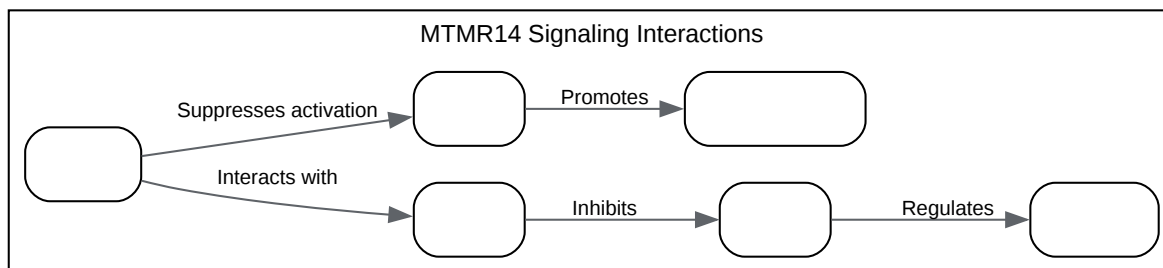 MTMR14 Signaling Interactions
Suppresses activation
Promotes
Interacts with
Inhibits
Regulates